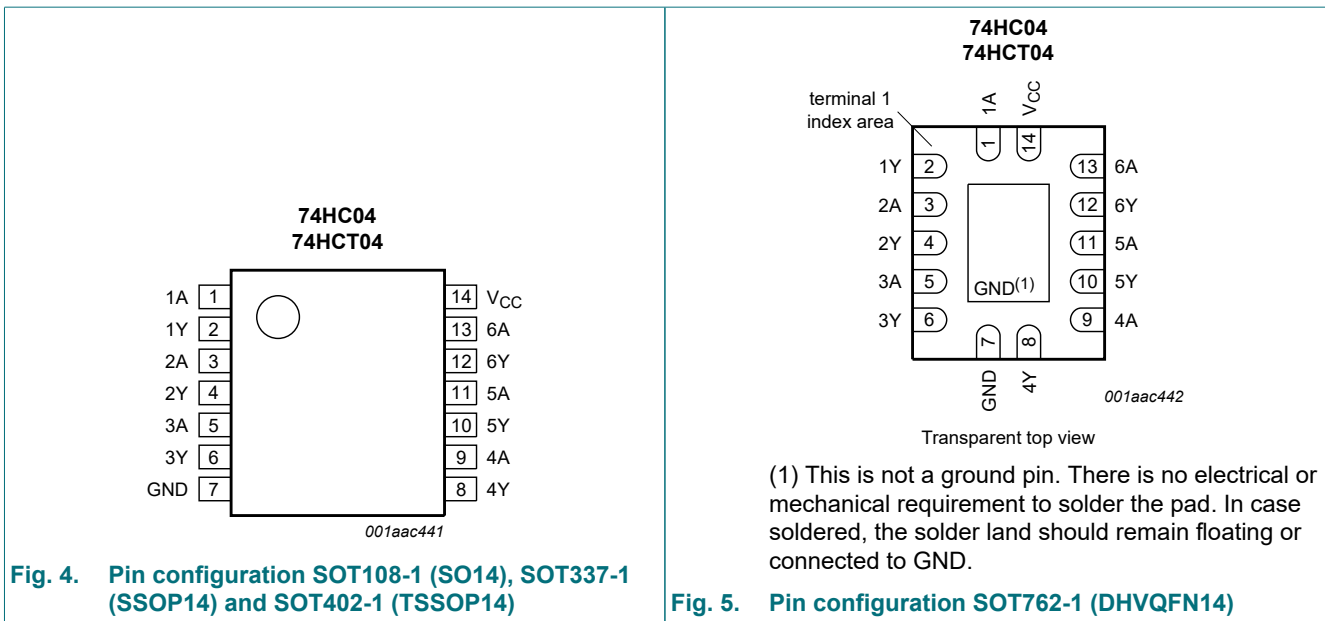 74HC04
74HCT04
1A 1
1Y 2
2A 3
2Y 4
3A 5
3Y 6
GND 7
14 VCC
13 6A
12 6Y
11 5A
10 5Y
9 4A
8 4Y
001aac441
Fig. 4. Pin configuration SOT108-1 (SO14), SOT337-1
(SSOP14) and SOT402-1 (TSSOP14)
74HC04
74HCT04
terminal 1
index area
1A
VCC
1
14
1Y 2
2A 3
2Y 4
3A 5
3Y 6
13 6A
12 6Y
11 5A
10 5Y
9 4A
GND(1)
7
8
GND
4Y
001aac442
Transparent top view
(1) This is not a ground pin. There is no electrical or
mechanical requirement to solder the pad. In case
soldered, the solder land should remain floating or
connected to GND.
Fig. 5. Pin configuration SOT762-1 (DHVQFN14)